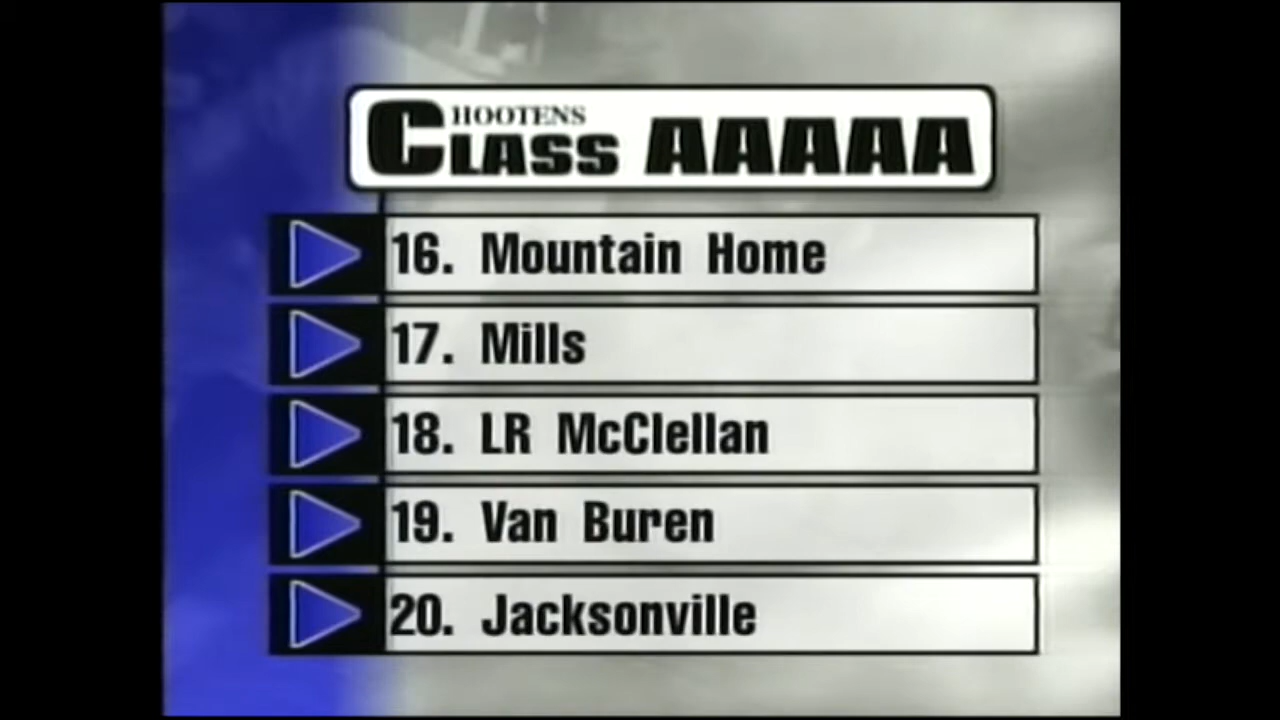 HOOTENS
CLASS AAAAA
16. Mountain Home
17. Mills
18. LR McClellan
19. Van Buren
20. Jacksonville